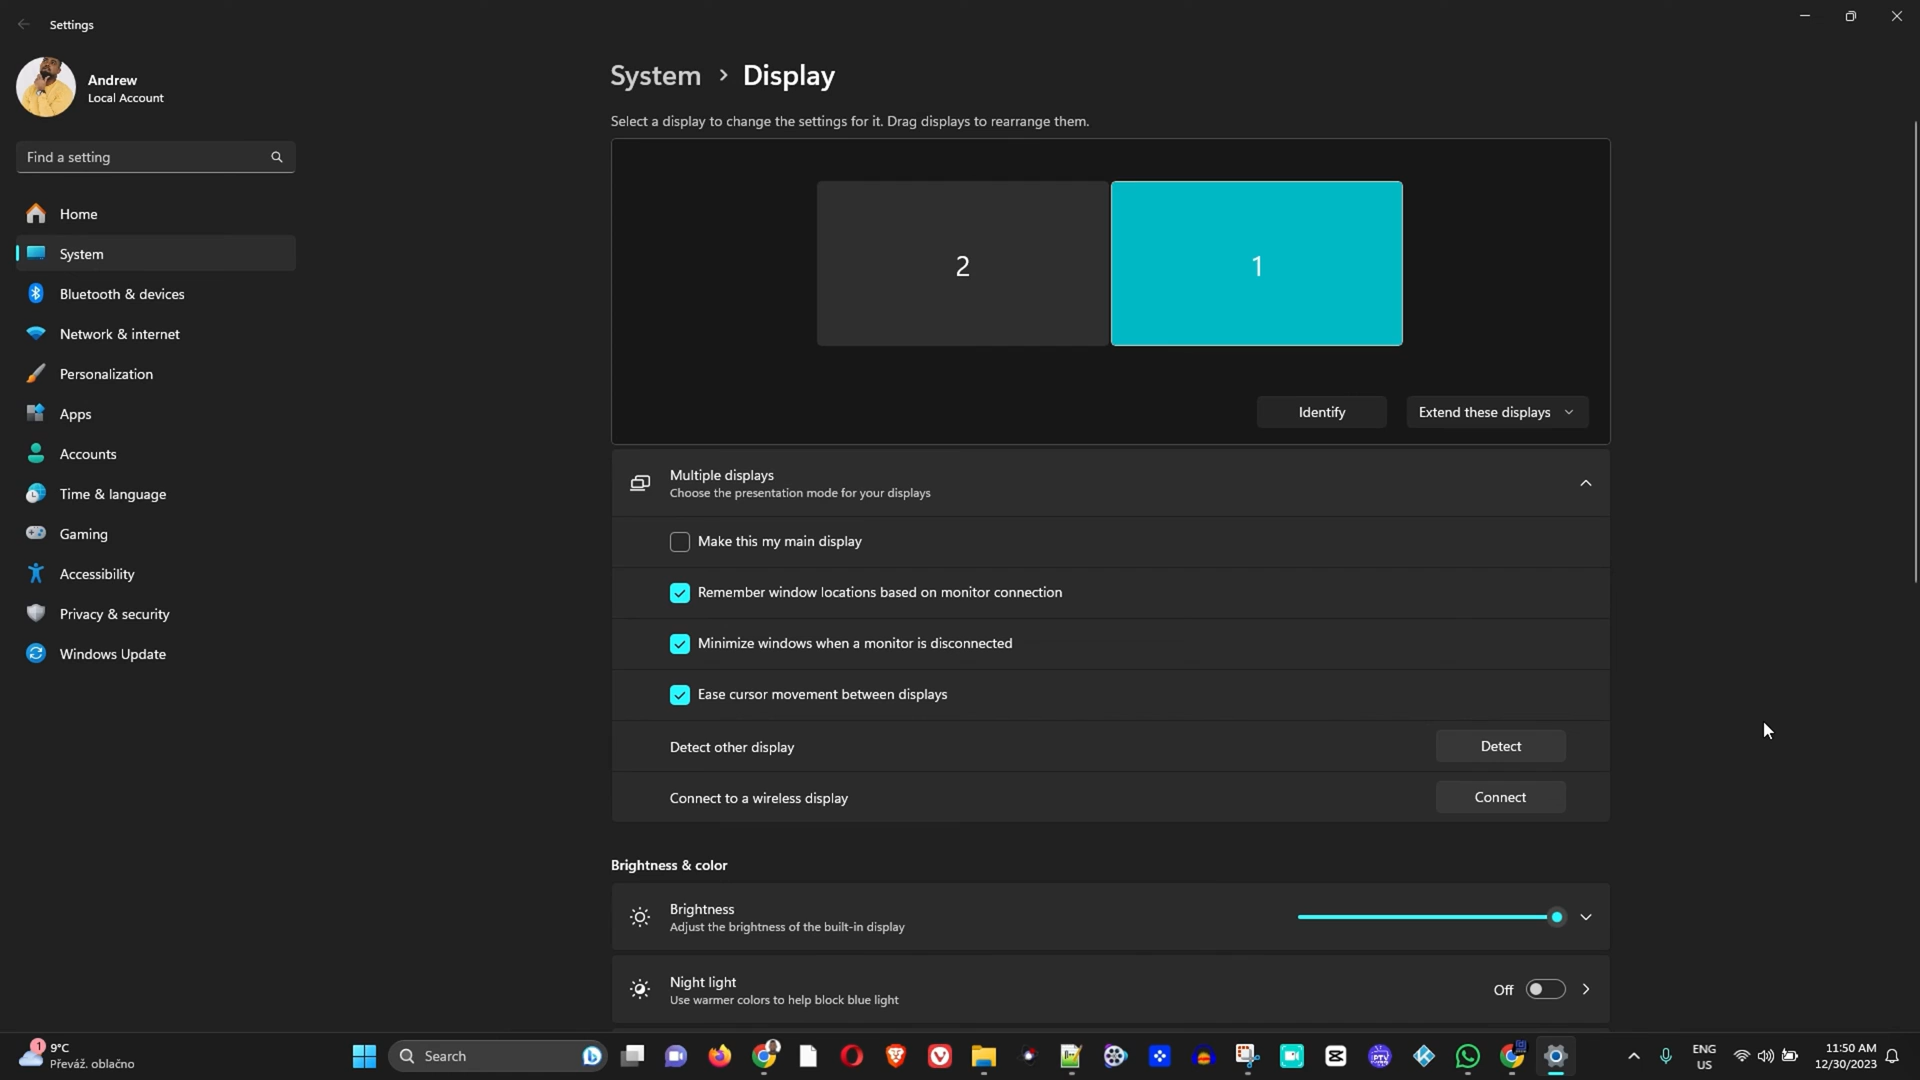 Settings
Andrew
Local Account
Find a setting
Home
System
Bluetooth & devices
Network & internet
Personalization
Apps
Accounts
Time & language
Gaming
Accessibility
Privacy & security
Windows Update
System > Display
Select a display to change the settings for it. Drag displays to rearrange them.
2
1
Identify
Extend these displays
Multiple displays
Choose the presentation mode for your displays
Make this my main display
Remember window locations based on monitor connection
Minimize windows when a monitor is disconnected
Ease cursor movement between displays
Detect other display
Detect
Connect to a wireless display
Connect
Brightness & color
Brightness
Adjust the brightness of the built-in display
Night light
Use warmer colors to help block blue light
Off
1
9°C
Převáž. oblačno
Search
ENG
US
11:50 AM
12/30/2023